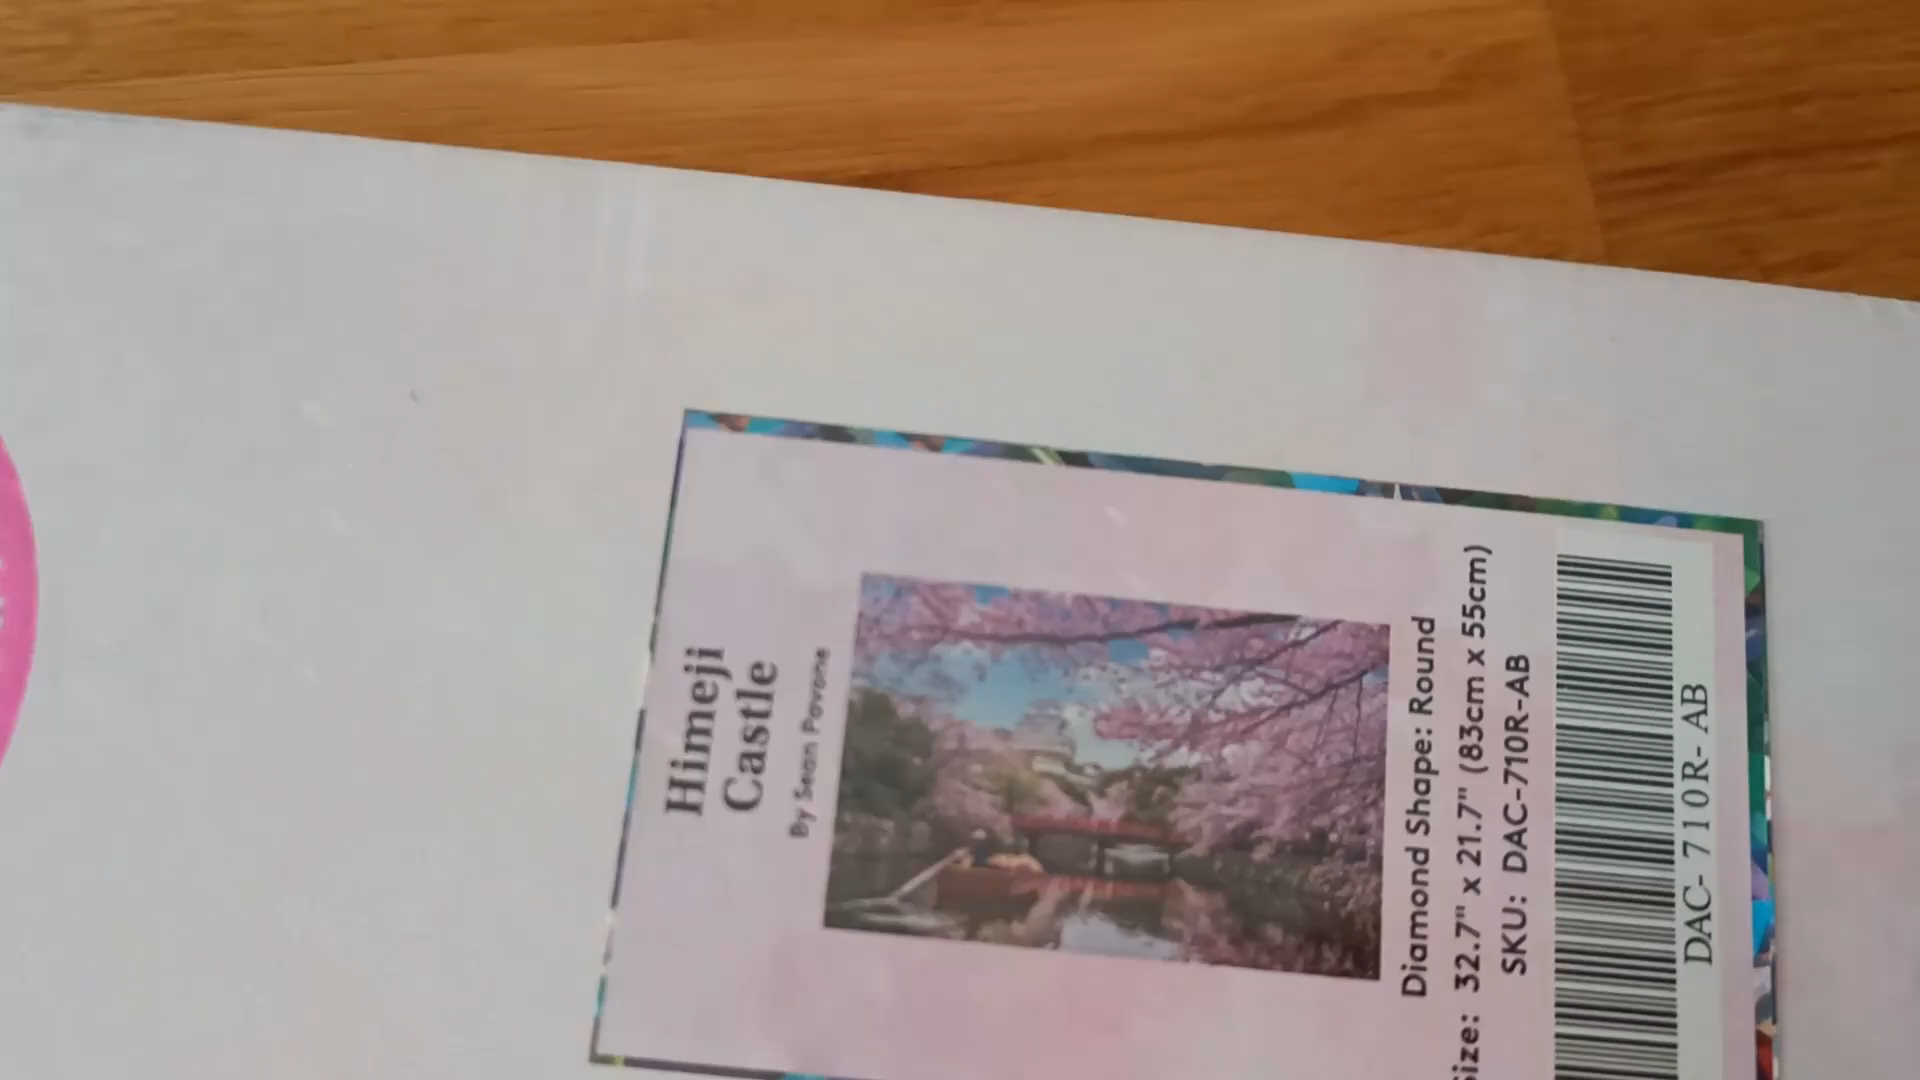 Himeji
Castle
By Sean Pavone
Diamond Shape: Round
Size: 32.7" x 21.7" (83cm x 55cm)
SKU: DAC-710R-AB
DAC- 710R- AB